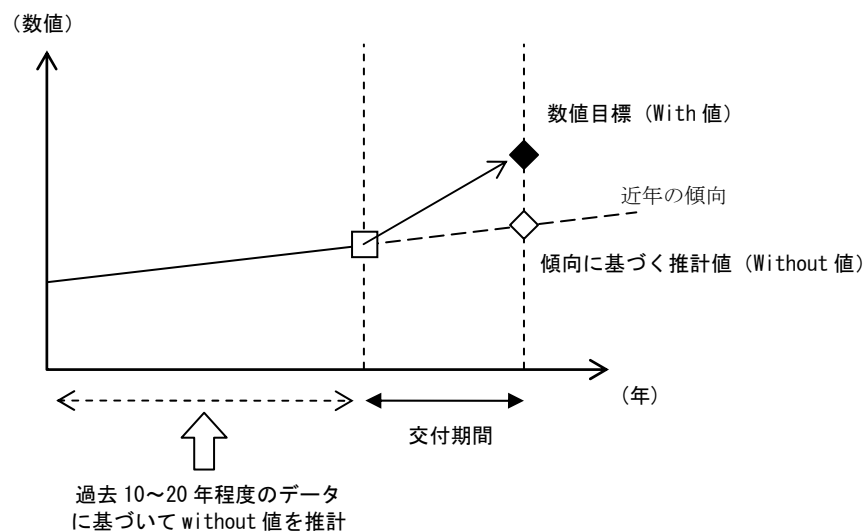 （数値）
数値目標（With 値）
近年の傾向
傾向に基づく推計値（Without 値）
（年）
交付期間
過去 10～20 年程度のデータ
に基づいて without 値を推計